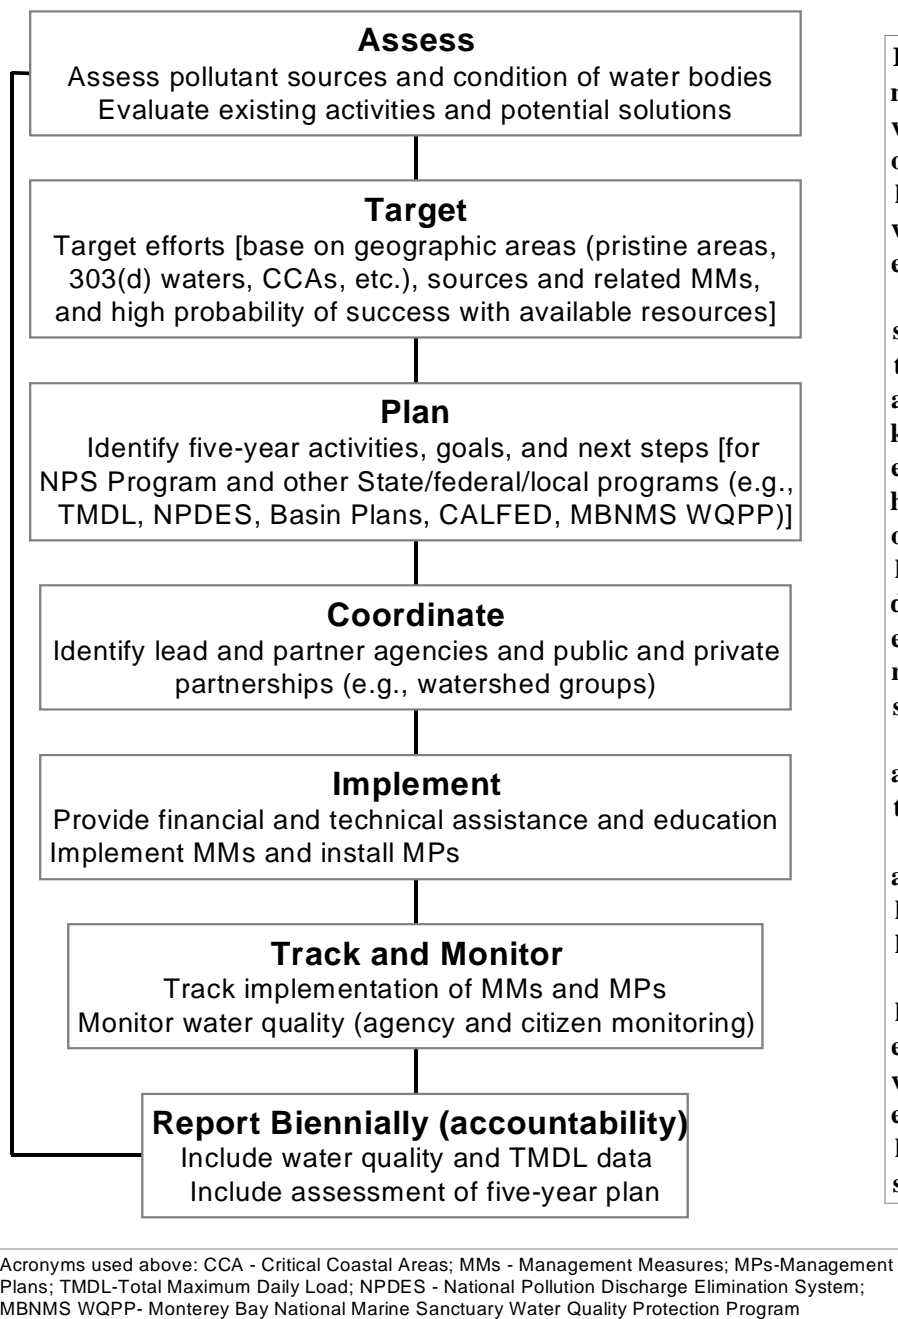 Assess
Assess pollutant sources and condition of water bodies
Evaluate existing activities and potential solutions
Target
Target efforts [base on geographic areas (pristine areas,
303(d) waters, CCAs, etc.), sources and related MMs,
and high probability of success with available resources]
Plan
Identify five-year activities, goals, and next steps [for
NPS Program and other State/federal/local programs (e.g.,
TMDL, NPDES, Basin Plans, CALFED, MBNMS WQPP)]
Coordinate
Identify lead and partner agencies and public and private
partnerships (e.g., watershed groups)
Implement
Provide financial and technical assistance and education
Implement MMs and install MPs
Track and Monitor
Track implementation of MMs and MPs
Monitor water quality (agency and citizen monitoring)
Report Biennially (accountability)
Include water quality and TMDL data
Include assessment of five-year plan
Acronyms used above: CCA - Critical Coastal Areas; MMs - Management Measures; MPs-Management
Plans; TMDL-Total Maximum Daily Load; NPDES - National Pollution Discharge Elimination System;
MBNMS WQPP- Monterey Bay National Marine Sanctuary Water Quality Protection Program